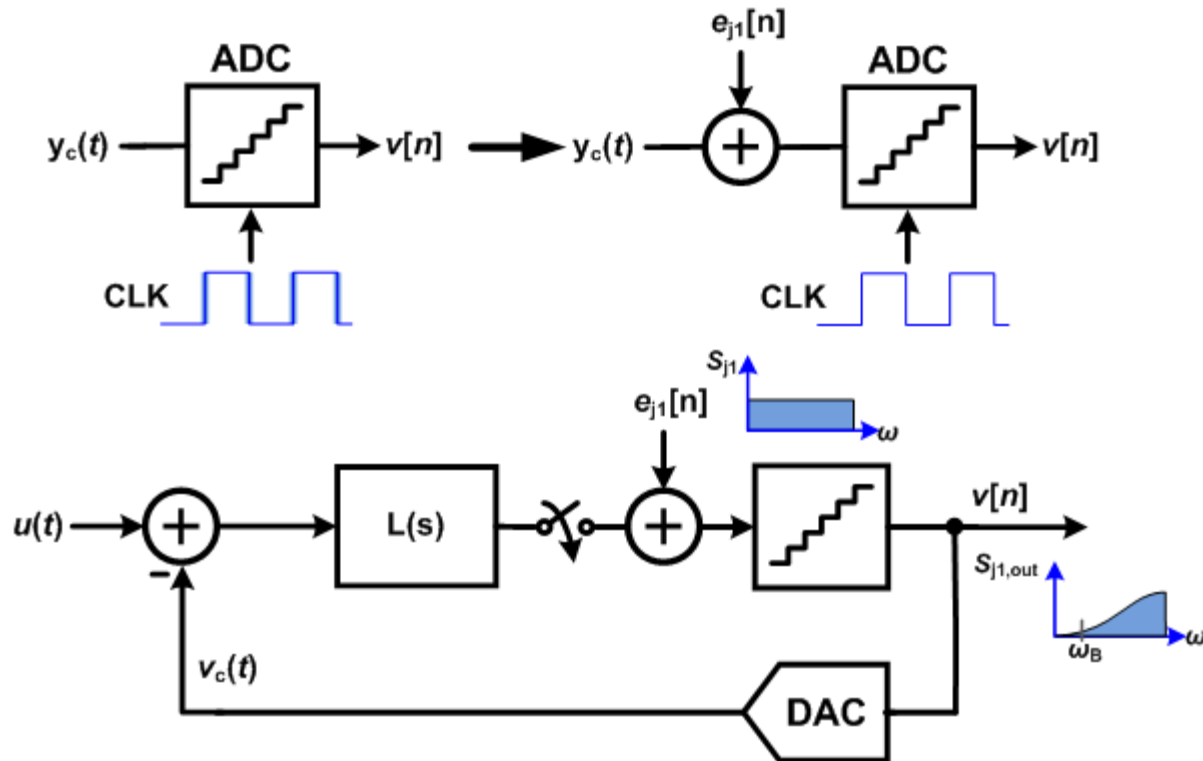 e_j1[n]
ADC
ADC
y_c(t)
v[n]
y_c(t)
v[n]
CLK
CLK
S_j1
e_j1[n]
ω
u(t)
L(s)
v[n]
S_j1,out
–
ω
ω_B
v_c(t)
DAC